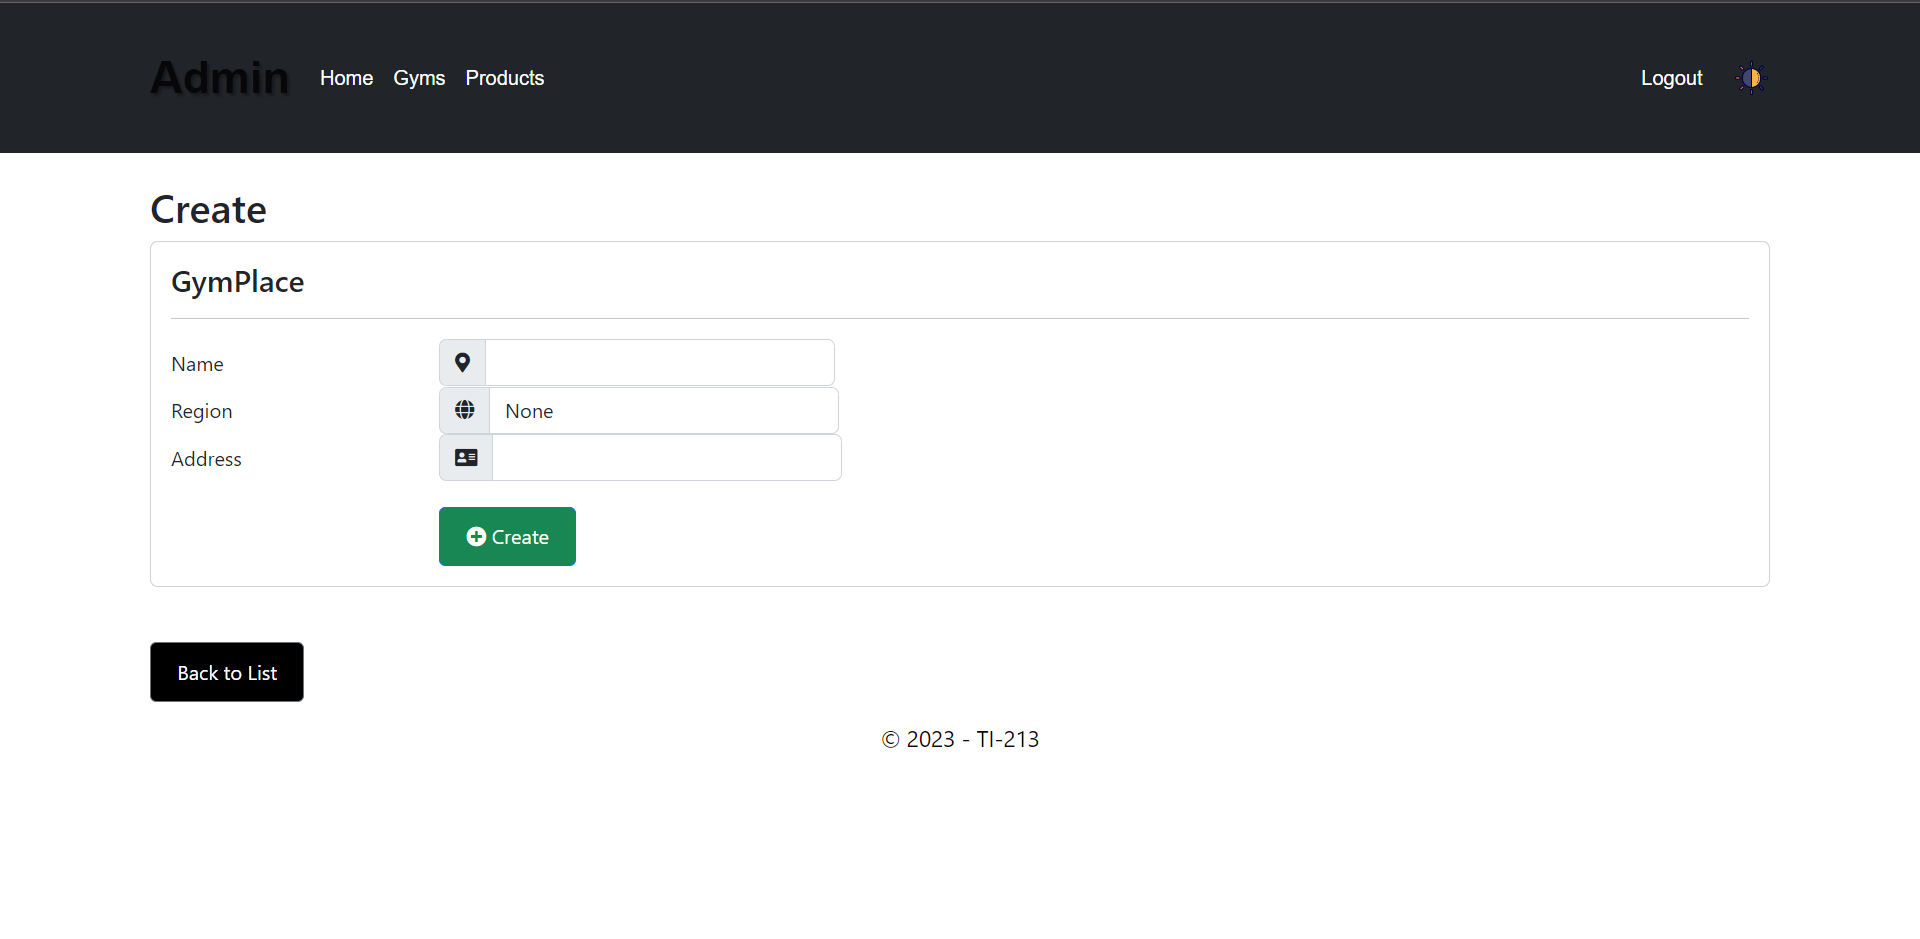 Admin Home Gyms Products Logout
Create
GymPlace
Name
Region None
Address
Create
Back to List
© 2023 - TI-213